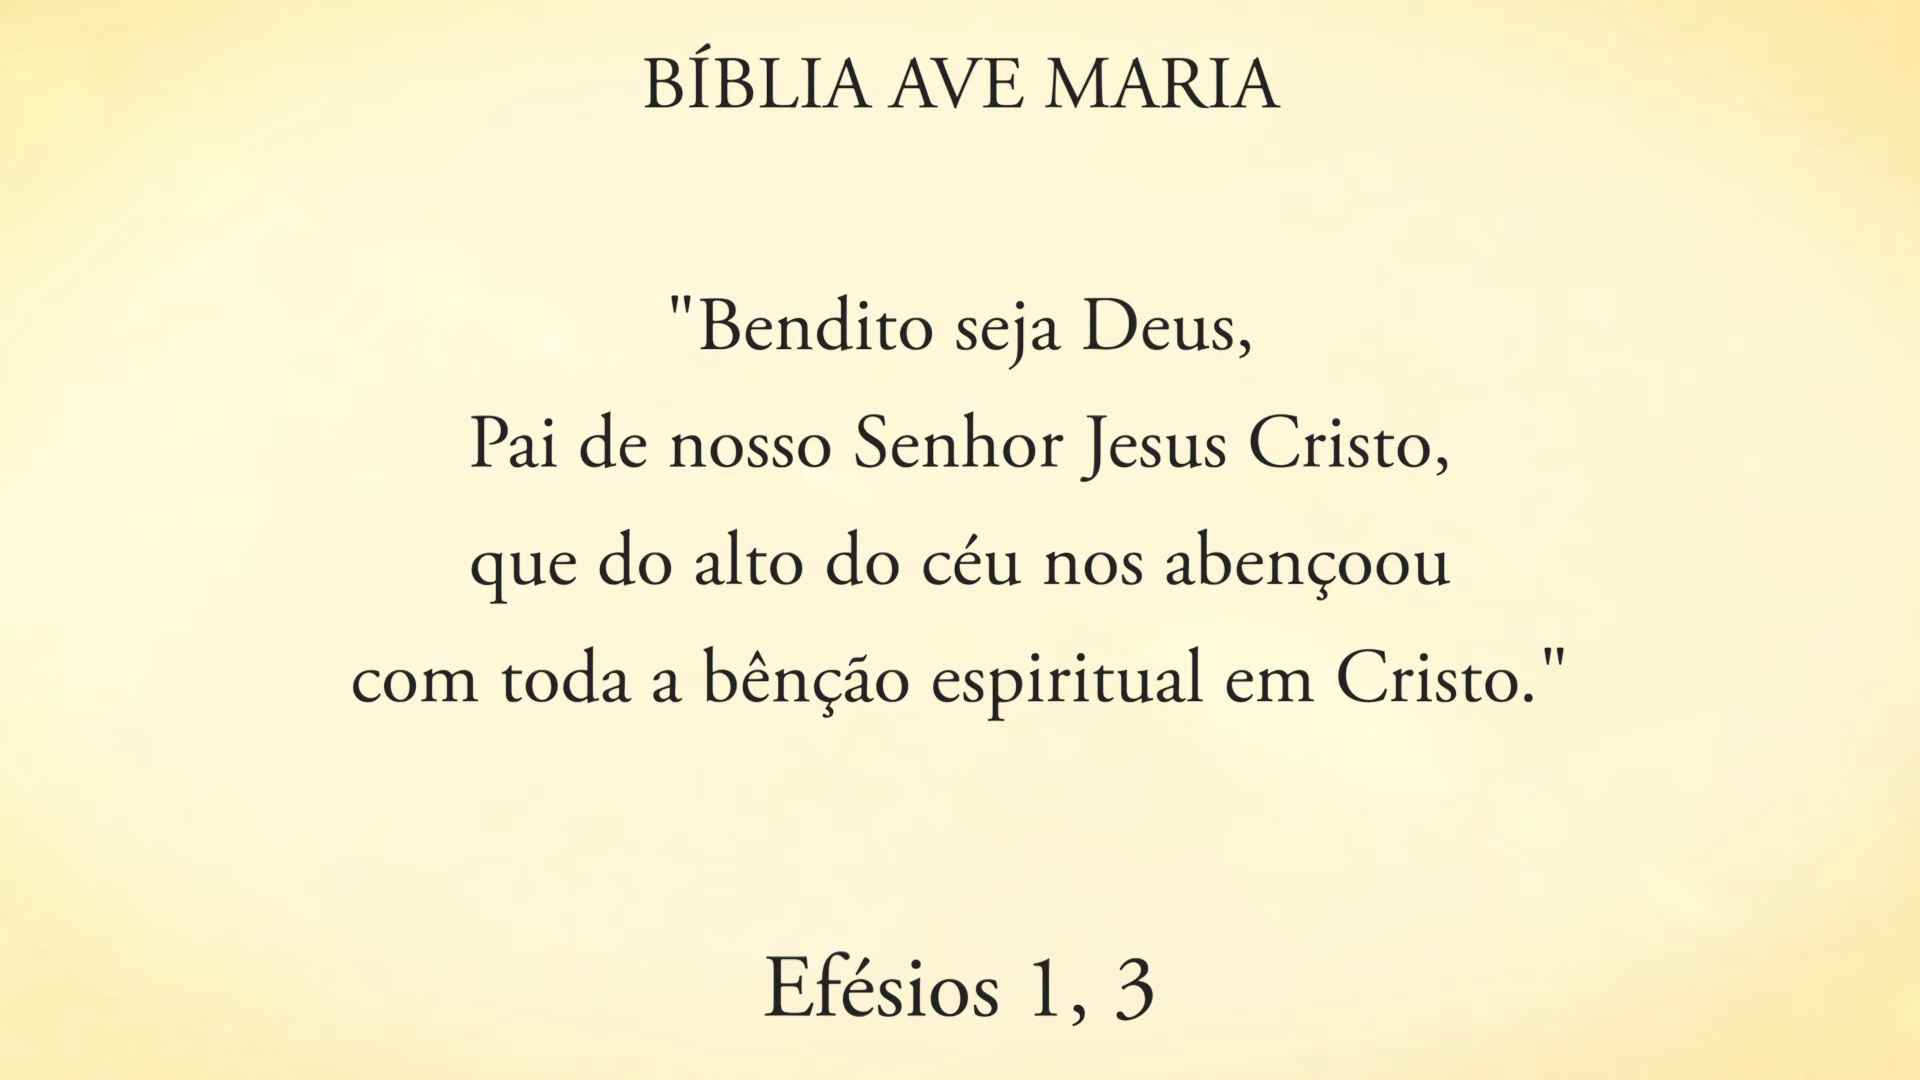 BÍBLIA AVE MARIA
"Bendito seja Deus,
Pai de nosso Senhor Jesus Cristo,
que do alto do céu nos abençoou
com toda a bênção espiritual em Cristo."
Efésios 1, 3